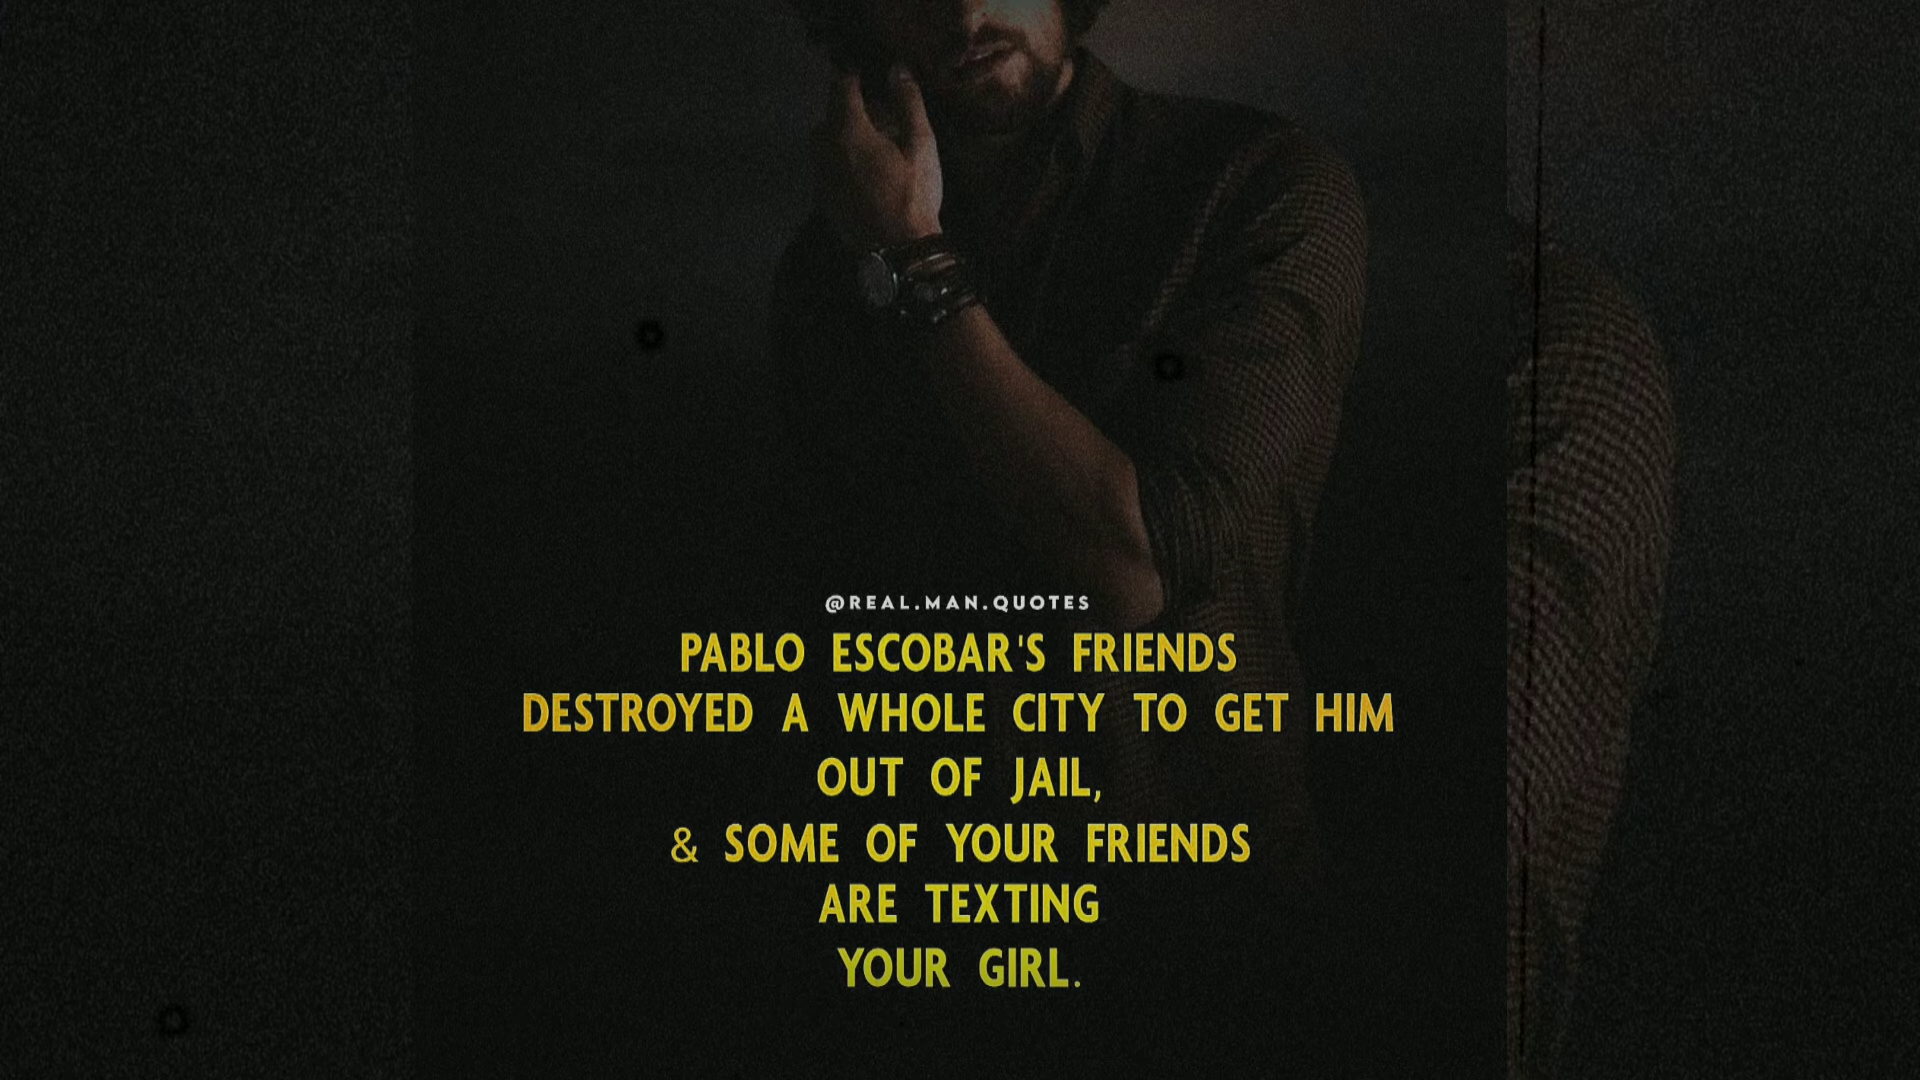 @REAL.MAN.QUOTES
PABLO ESCOBAR'S FRIENDS
DESTROYED A WHOLE CITY TO GET HIM
OUT OF JAIL,
& SOME OF YOUR FRIENDS
ARE TEXTING
YOUR GIRL.